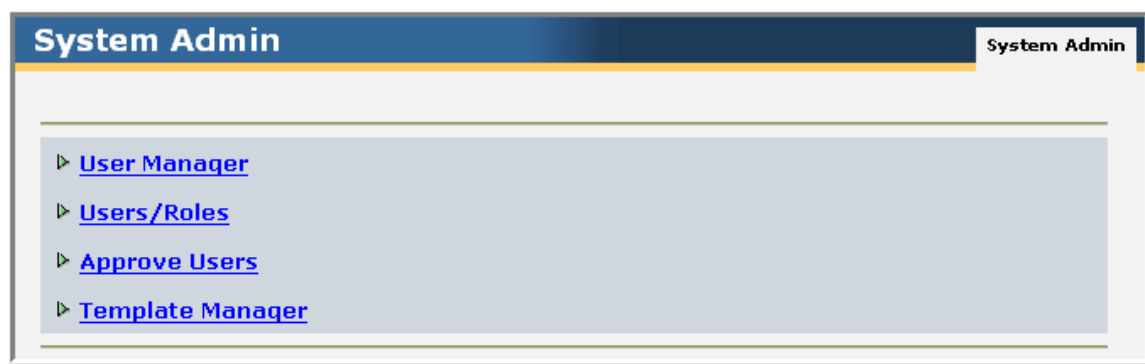 System Admin
System Admin
User Manager
Users/Roles
Approve Users
Template Manager